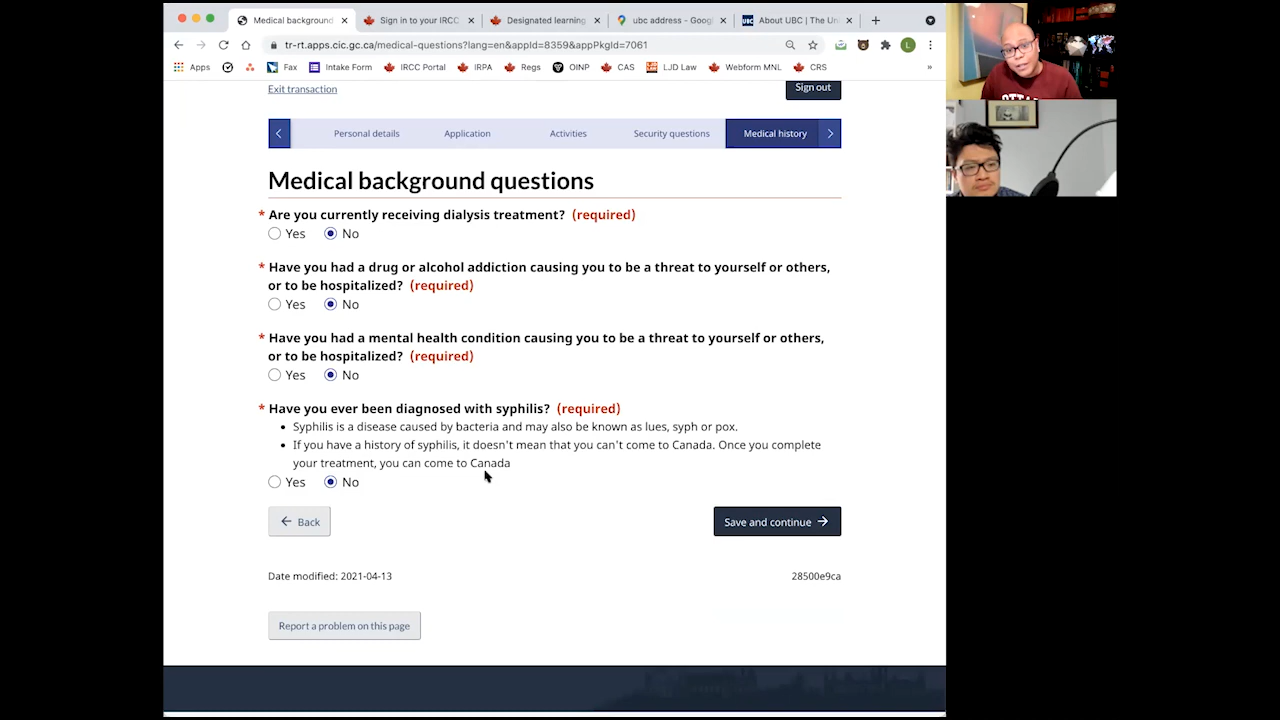 Medical background
Sign in to your IRCC
Designated learning
ubc address - Goog
UBC
About UBC | The Un
tr-rt.apps.cic.gc.ca/medical-questions?lang=en&appId=8359&appPkgId=7061
L
Apps
Fax
Intake Form
IRCC Portal
IRPA
Regs
OINP
CAS
LJD Law
Webform MNL
CRS
»
Exit transaction
Sign out
Personal details
Application
Activities
Security questions
Medical history
Medical background questions
* Are you currently receiving dialysis treatment? (required)
Yes No
* Have you had a drug or alcohol addiction causing you to be a threat to yourself or others,
or to be hospitalized? (required)
Yes No
* Have you had a mental health condition causing you to be a threat to yourself or others,
or to be hospitalized? (required)
Yes No
* Have you ever been diagnosed with syphilis? (required)
• Syphilis is a disease caused by bacteria and may also be known as lues, syph or pox.
• If you have a history of syphilis, it doesn't mean that you can't come to Canada. Once you complete
your treatment, you can come to Canada
Yes No
Back
Save and continue
Date modified: 2021-04-13
28500e9ca
Report a problem on this page